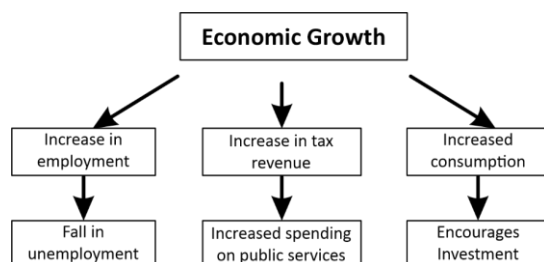 Economic Growth
Increase in
employment
Increase in tax
revenue
Increased
consumption
Fall in
unemployment
Increased spending
on public services
Encourages
Investment